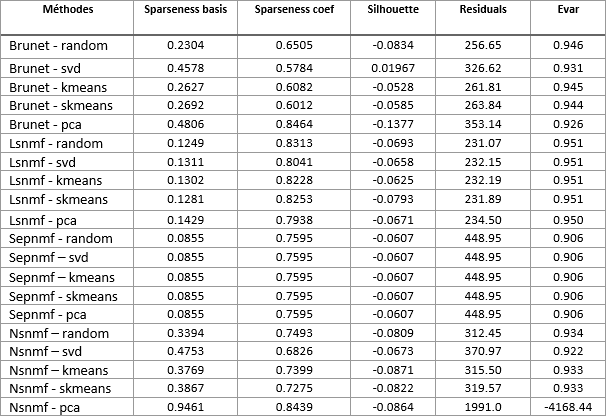 Méthodes Sparseness basis Sparseness coef Silhouette Residuals Evar
Brunet - random 0.2304 0.6505 -0.0834 256.65 0.946
Brunet - svd 0.4578 0.5784 0.01967 326.62 0.931
Brunet - kmeans 0.2627 0.6082 -0.0528 261.81 0.945
Brunet - skmeans 0.2692 0.6012 -0.0585 263.84 0.944
Brunet - pca 0.4806 0.8464 -0.1377 353.14 0.926
Lsnmf - random 0.1249 0.8313 -0.0693 231.07 0.951
Lsnmf - svd 0.1311 0.8041 -0.0658 232.15 0.951
Lsnmf - kmeans 0.1302 0.8228 -0.0625 232.19 0.951
Lsnmf - skmeans 0.1281 0.8253 -0.0793 231.89 0.951
Lsnmf - pca 0.1429 0.7938 -0.0671 234.50 0.950
Sepnmf - random 0.0855 0.7595 -0.0607 448.95 0.906
Sepnmf – svd 0.0855 0.7595 -0.0607 448.95 0.906
Sepnmf – kmeans 0.0855 0.7595 -0.0607 448.95 0.906
Sepnmf - skmeans 0.0855 0.7595 -0.0607 448.95 0.906
Sepnmf - pca 0.0855 0.7595 -0.0607 448.95 0.906
Nsnmf – random 0.3394 0.7493 -0.0809 312.45 0.934
Nsnmf – svd 0.4753 0.6826 -0.0673 370.97 0.922
Nsnmf – kmeans 0.3769 0.7399 -0.0871 315.50 0.933
Nsnmf - skmeans 0.3867 0.7275 -0.0822 319.57 0.933
Nsnmf - pca 0.9461 0.8439 -0.0864 1991.0 -4168.44